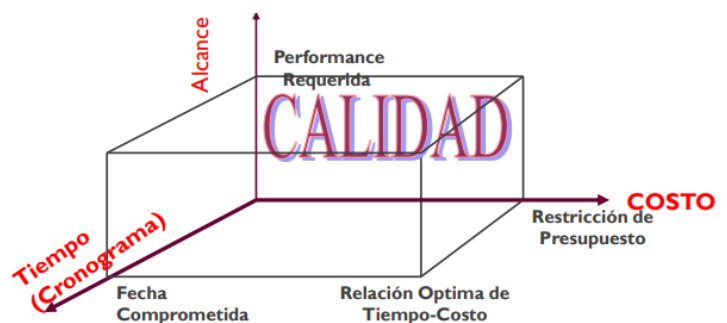 Alcance
Performance
Requerida
CALIDAD
COSTO
Restricción de
Presupuesto
Tiempo
(Cronograma)
Fecha
Comprometida
Relación Optima de
Tiempo-Costo